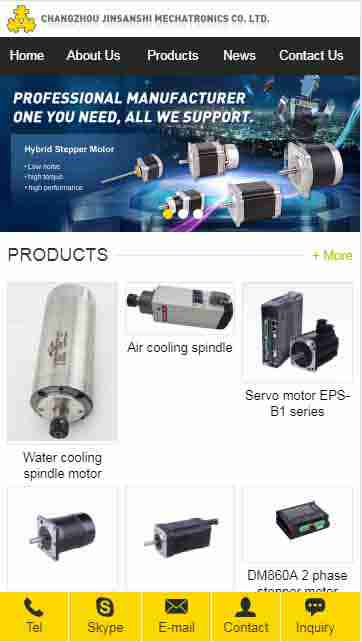 CHANGZHOU JINSANSHI MECHATRONICS CO. LTD.
Home About Us Products News Contact Us
PROFESSIONAL MANUFACTURER
ONE YOU NEED, ALL WE SUPPORT.
Hybrid Stepper Motor
• Low noise
• high torque
• high performance
PRODUCTS
+ More
Air cooling spindle
Servo motor EPS-
B1 series
Water cooling
spindle motor
DM860A 2 phase
stepper motor
Tel Skype E-mail Contact Inquiry